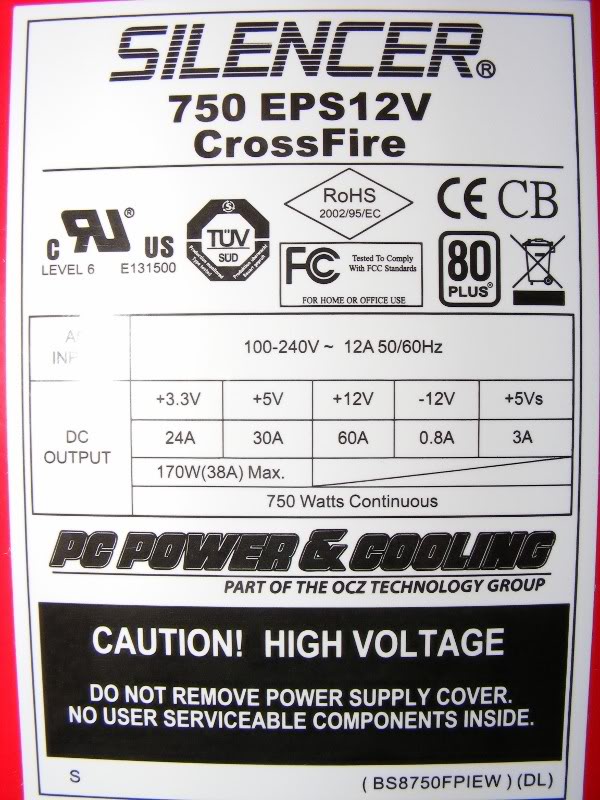 SILENCER®
750 EPS12V
CrossFire
RoHS
2002/95/EC
CE CB
c RU® US
LEVEL 6 E131500
TÜV
SÜD
FC Tested To Comply
With FCC Standards
FOR HOME OR OFFICE USE
80
PLUS®
100-240V ~ 12A 50/60Hz
DC
OUTPUT
+3.3V +5V +12V -12V +5Vs
24A 30A 60A 0.8A 3A
170W(38A) Max.
750 Watts Continuous
PC POWER & COOLING
PART OF THE OCZ TECHNOLOGY GROUP
CAUTION! HIGH VOLTAGE
DO NOT REMOVE POWER SUPPLY COVER.
NO USER SERVICEABLE COMPONENTS INSIDE.
S
( BS8750FPIEW ) (DL)